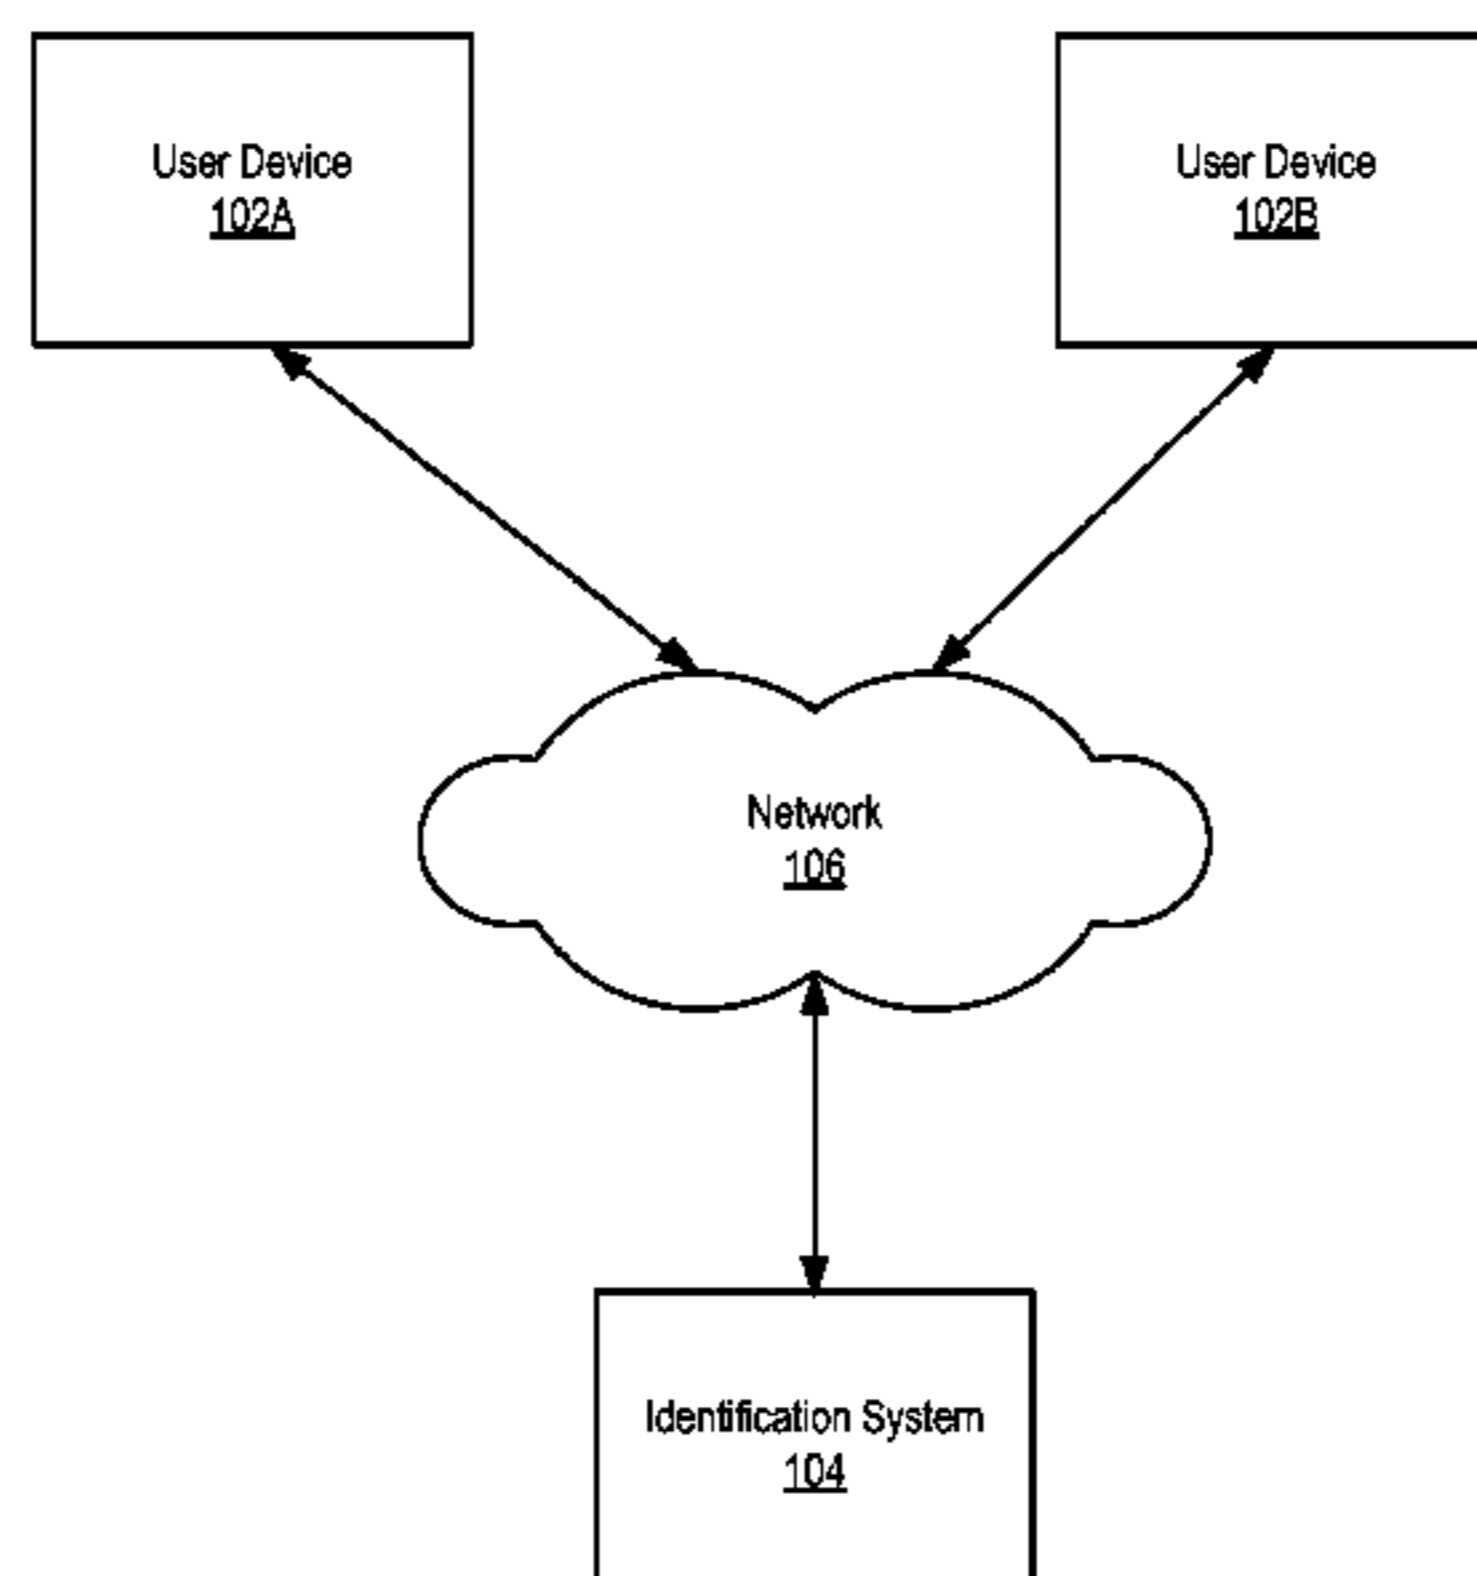 User Device
102A
User Device
102B
Network
106
Identification System
104